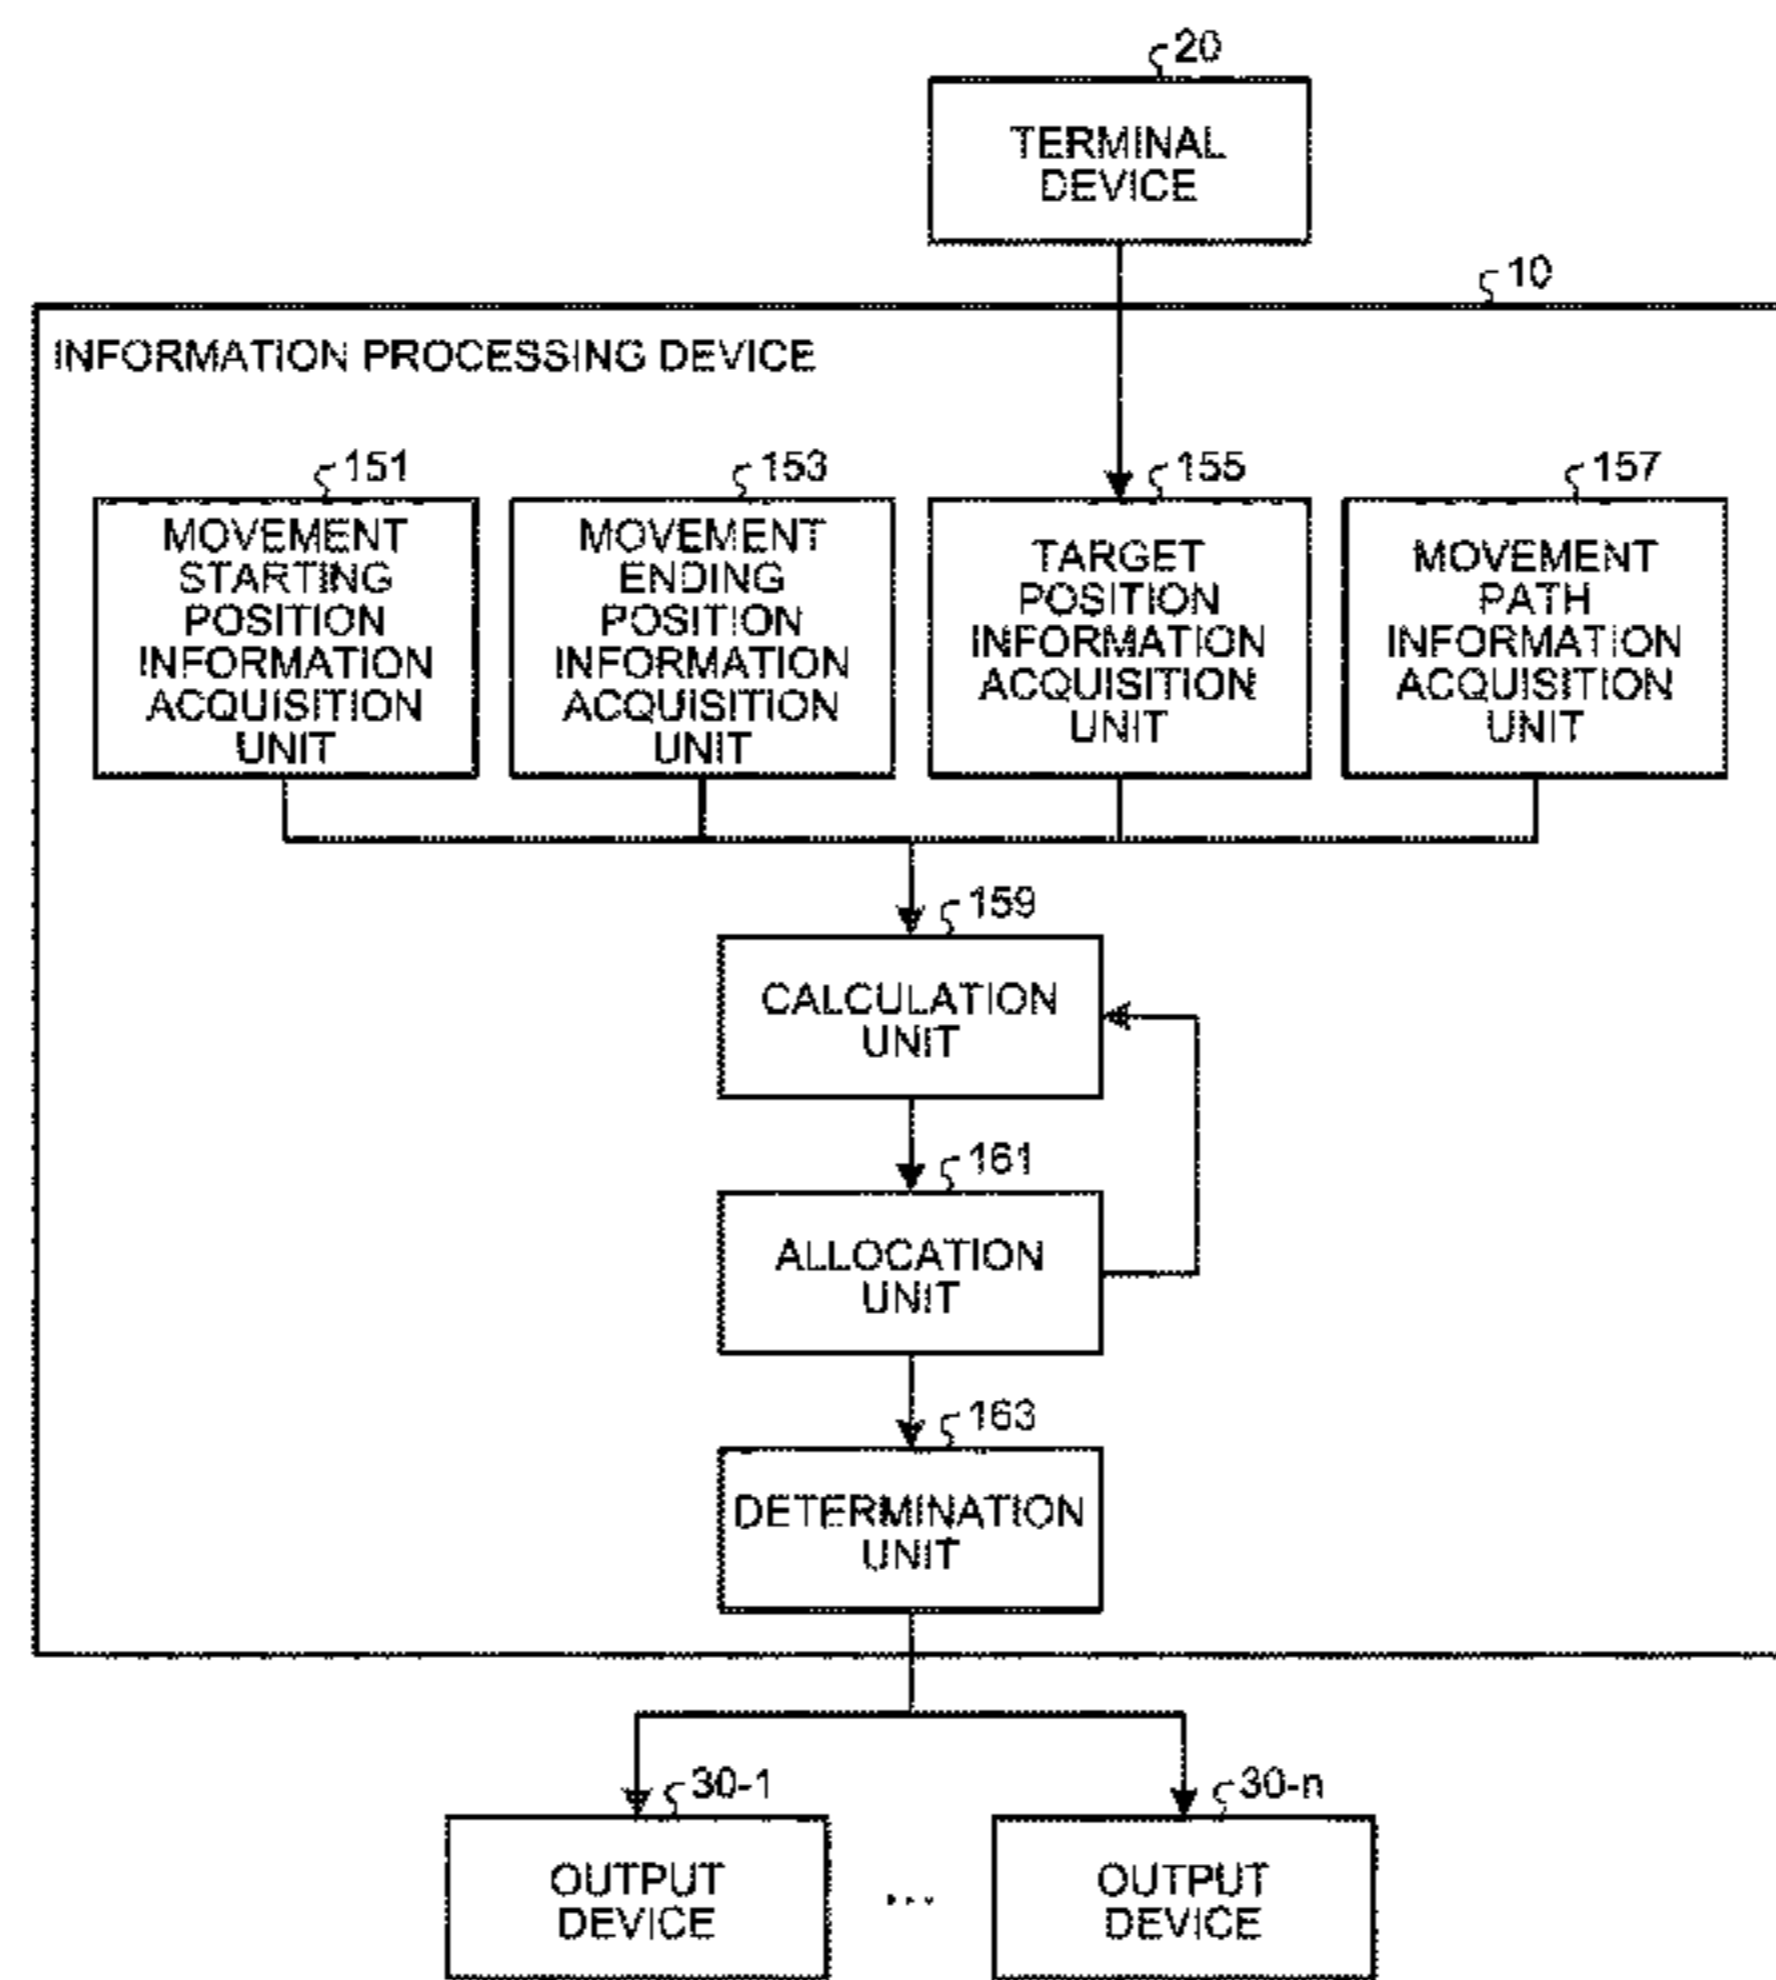 20
TERMINAL
DEVICE
10
INFORMATION PROCESSING DEVICE
151
MOVEMENT
STARTING
POSITION
INFORMATION
ACQUISITION
UNIT
153
MOVEMENT
ENDING
POSITION
INFORMATION
ACQUISITION
UNIT
155
TARGET
POSITION
INFORMATION
ACQUISITION
UNIT
157
MOVEMENT
PATH
INFORMATION
ACQUISITION
UNIT
159
CALCULATION
UNIT
161
ALLOCATION
UNIT
163
DETERMINATION
UNIT
30-1
OUTPUT
DEVICE
...
30-n
OUTPUT
DEVICE